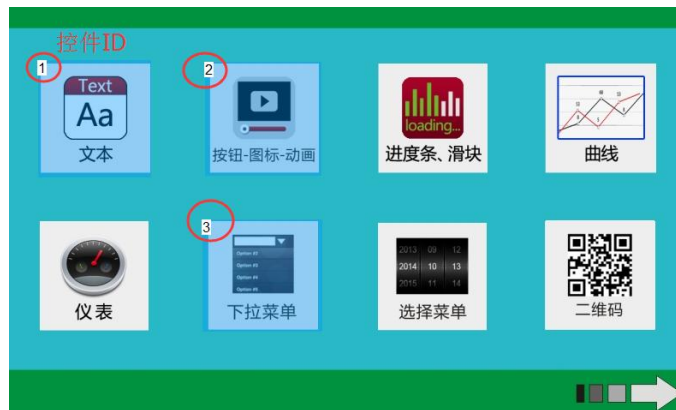 控件ID
1
2
Text
Aa
文本
按钮-图标-动画
loading...
进度条、滑块
曲线
3
仪表
Option #1
下拉菜单
2013 09 12
2014 10 13
2015 11 14
选择菜单
二维码